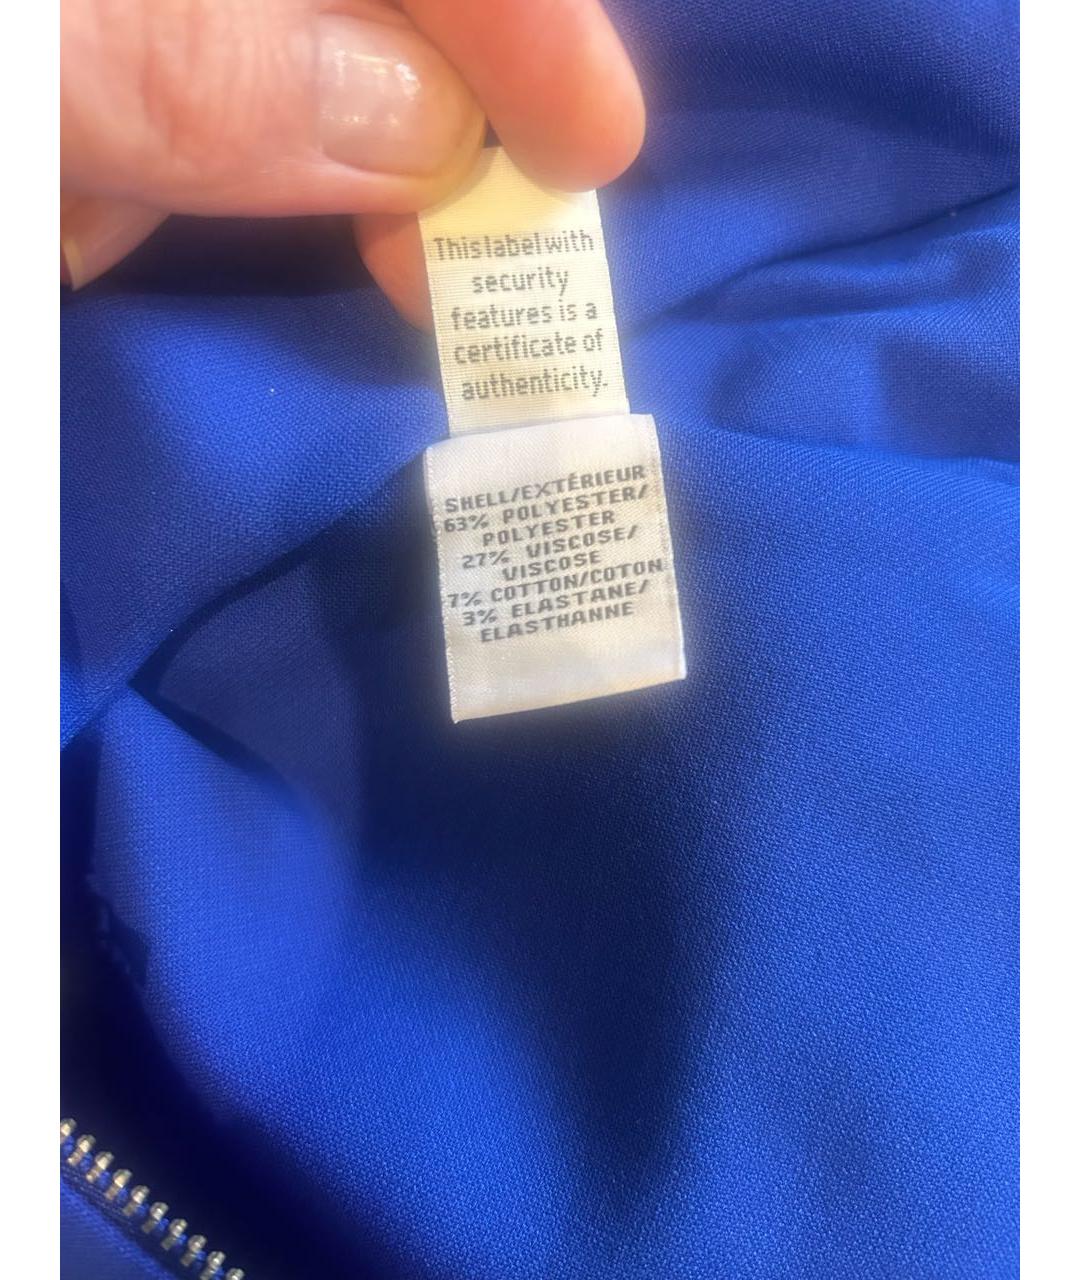 This label with
security
features is a
certificate of
authenticity.
SHELL/EXTÉRIEUR
63% POLYESTER/
POLYESTER
27% VISCOSE/
VISCOSE
7% COTTON/COTON
3% ELASTANE/
ELASTHANNE